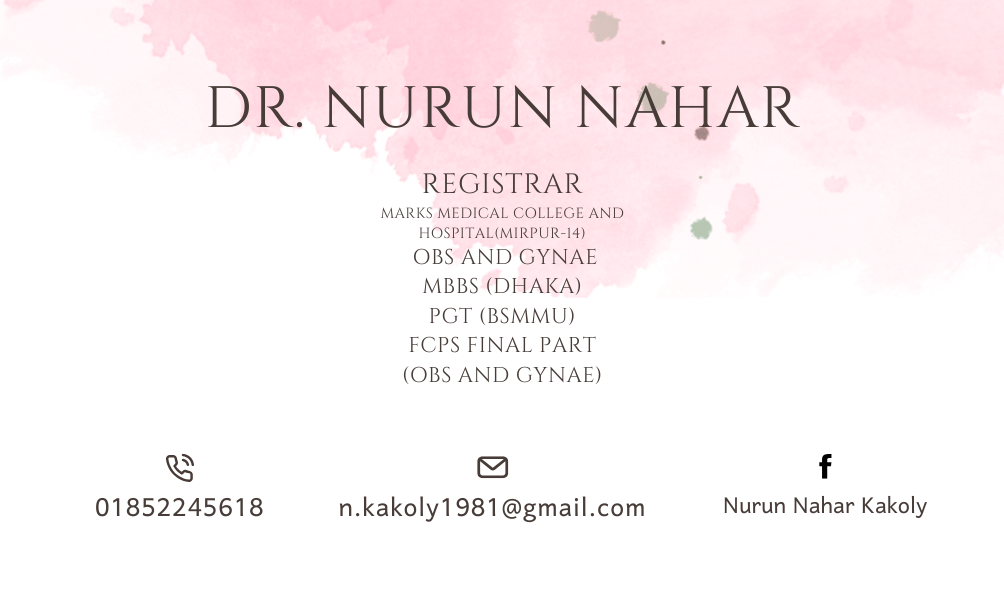 DR. NURUN NAHAR
REGISTRAR
MARKS MEDICAL COLLEGE AND
HOSPITAL(MIRPUR-14)
OBS AND GYNAE
MBBS (DHAKA)
PGT (BSMMU)
FCPS FINAL PART
(OBS AND GYNAE)
01852245618
n.kakoly1981@gmail.com
Nurun Nahar Kakoly